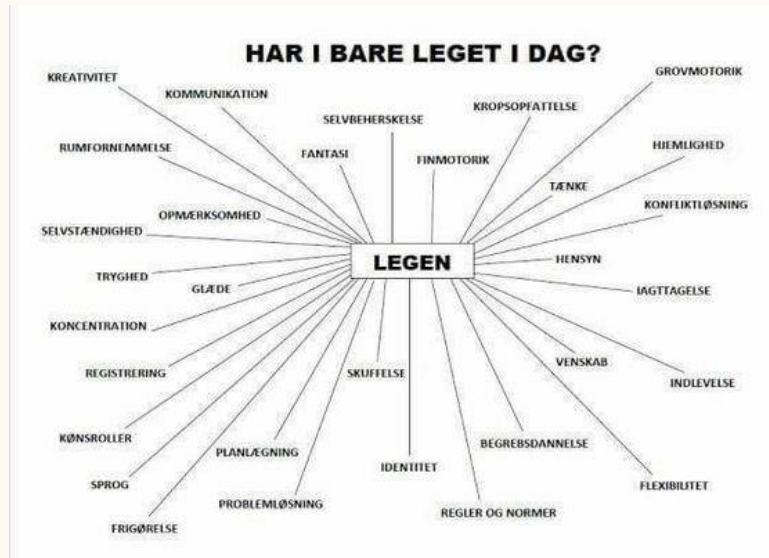 HAR I BARE LEGET I DAG?
KREATIVITET
GROVMOTORIK
KOMMUNIKATION
KROPSOPFATTELSE
SELVBEHERSKELSE
RUMFORNEMMELSE
FANTASI
FINMOTORIK
HJEMLIGHED
TÆNKE
OPMÆRKSOMHED
KONFLIKTLØSNING
SELVSTÆNDIGHED
LEGEN
HENSYN
TRYGHED
GLÆDE
IAGTTAGELSE
KONCENTRATION
REGISTRERING
SKUFFELSE
VENSKAB
INDLEVELSE
KØNSROLLER
PLANLÆGNING
BEGREBSDANNELSE
IDENTITET
SPROG
FLEXIBILITET
PROBLEMLØSNING
REGLER OG NORMER
FRIGØRELSE